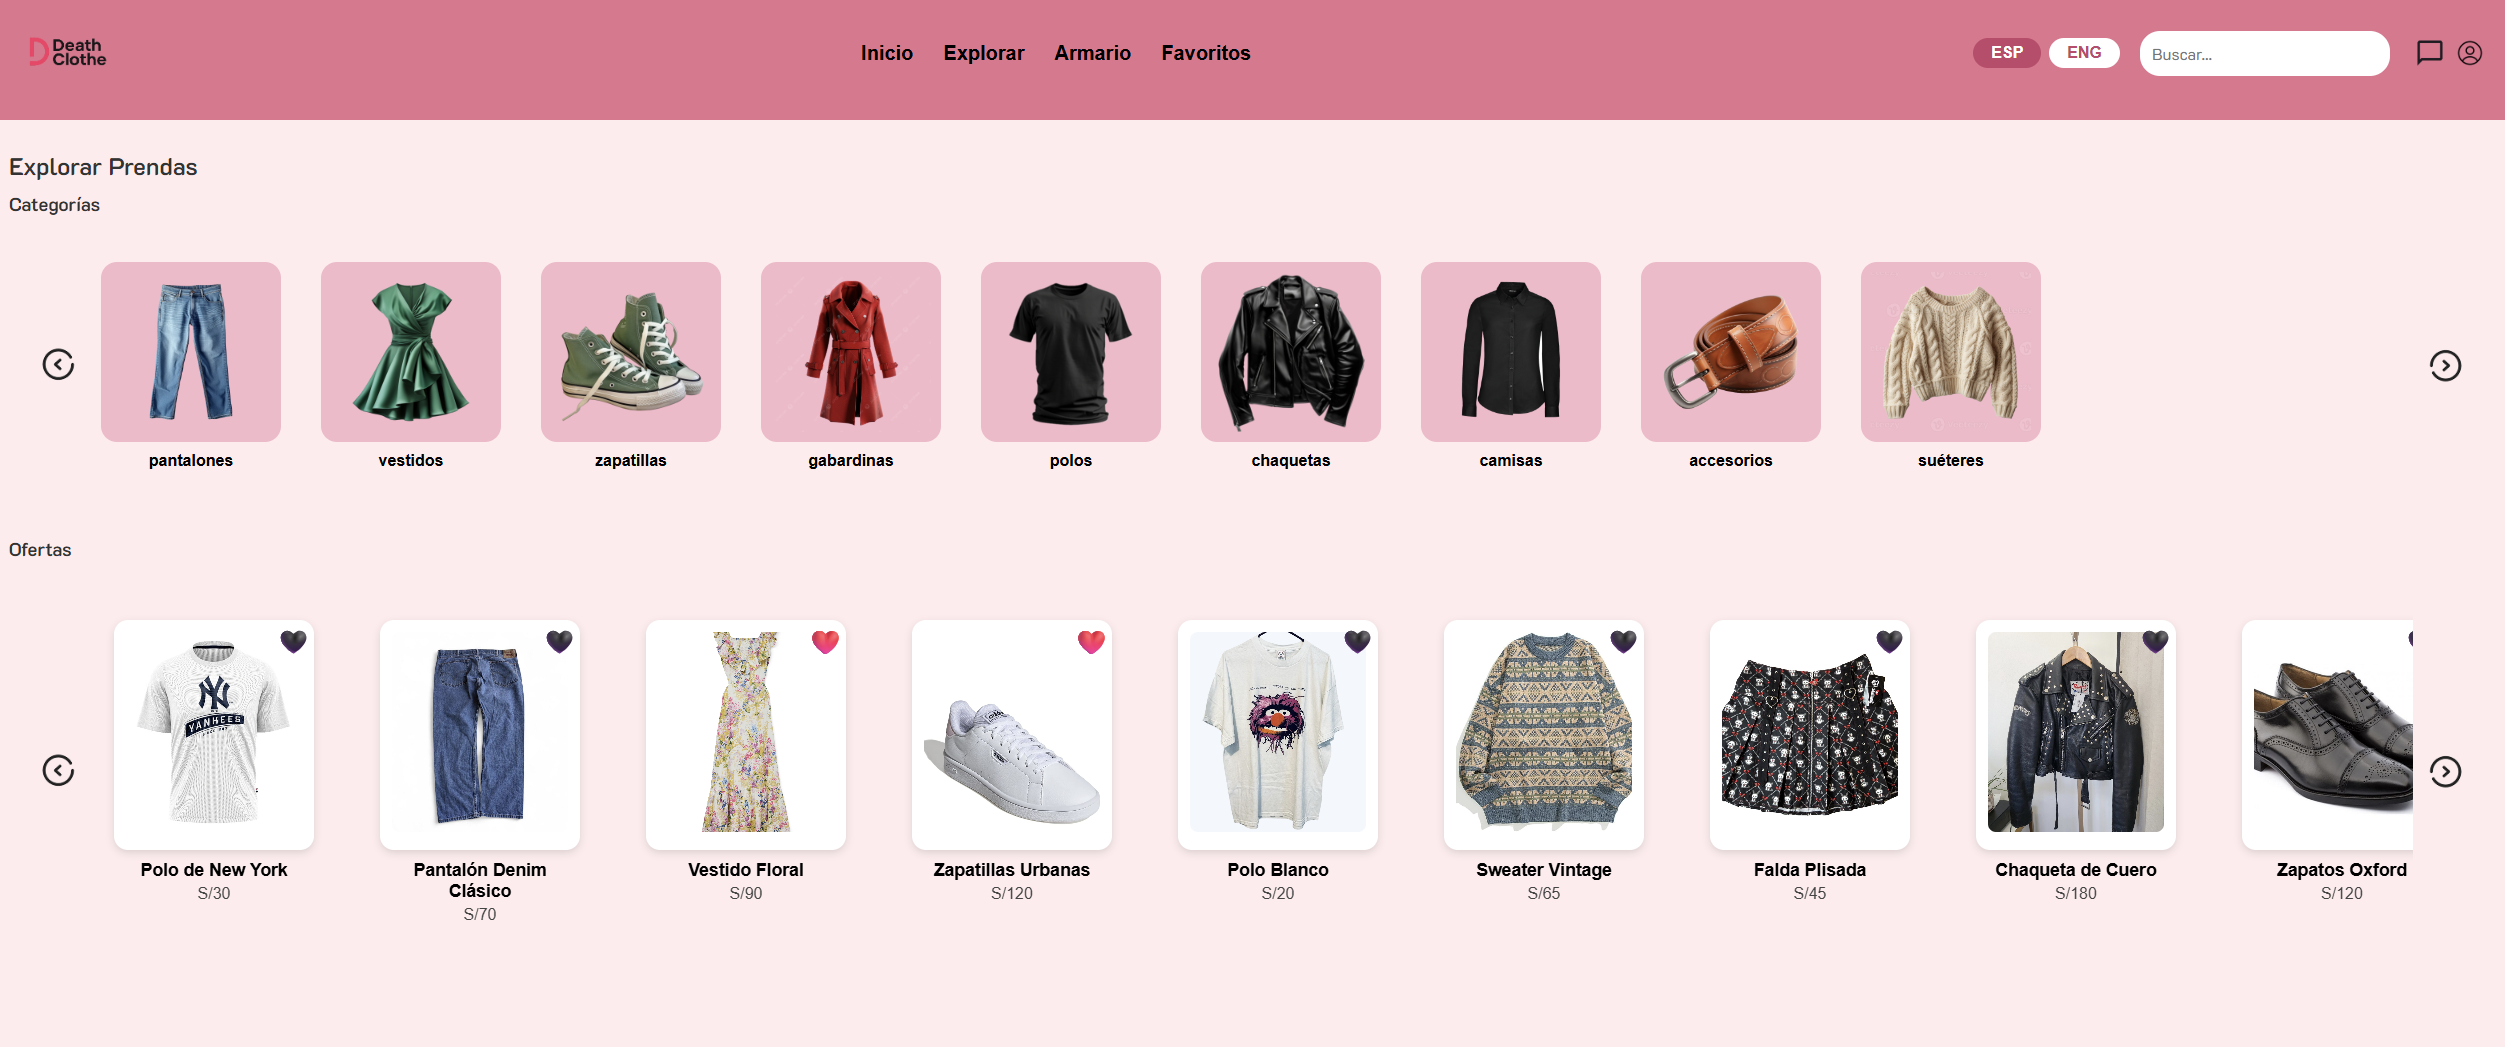 Death
Clothe
Inicio
Explorar
Armario
Favoritos
ESP
ENG
Buscar...
Explorar Prendas
Categorías
pantalones
vestidos
zapatillas
gabardinas
polos
chaquetas
camisas
accesorios
suéteres
Ofertas
NY
YANKEES
Polo de New York
S/30
Pantalón Denim
Clásico
S/70
Vestido Floral
S/90
Zapatillas Urbanas
S/120
Polo Blanco
S/20
Sweater Vintage
S/65
Falda Plisada
S/45
Chaqueta de Cuero
S/180
Zapatos Oxford
S/120